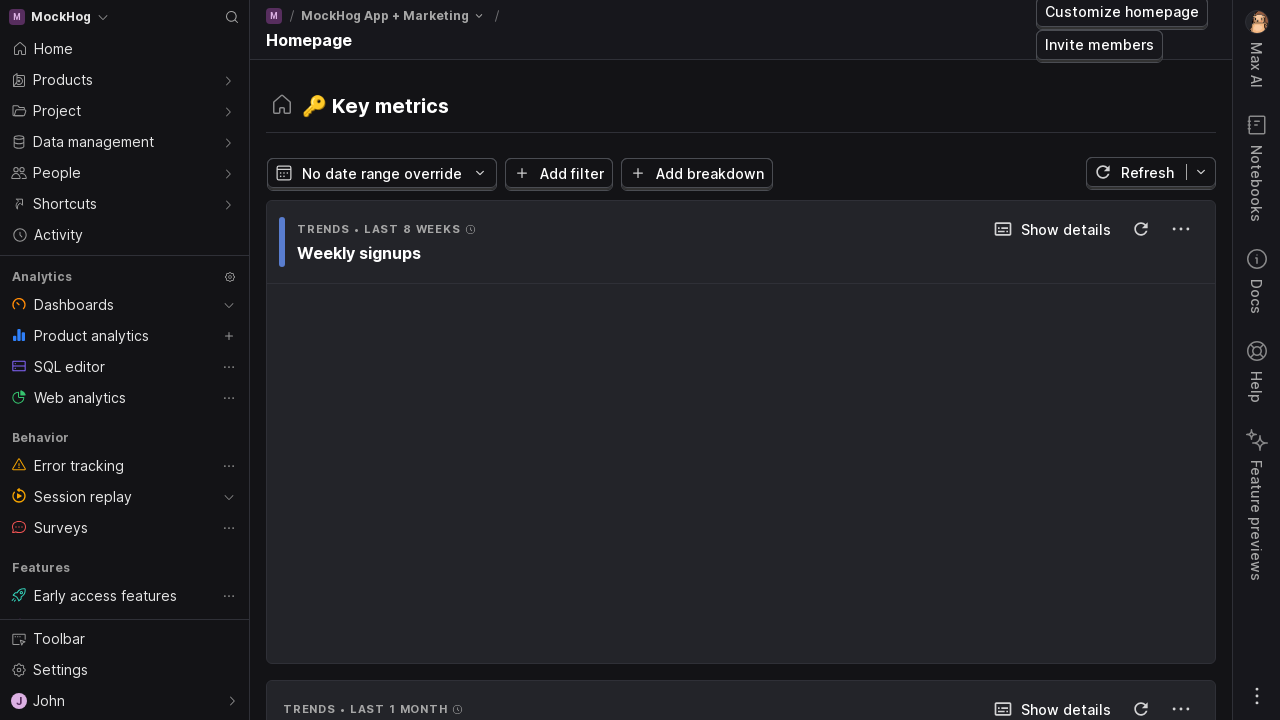 M MockHog
Home
Products
Project
Data management
People
Shortcuts
Activity
Analytics
Dashboards
Product analytics
SQL editor
Web analytics
Behavior
Error tracking
Session replay
Surveys
Features
Early access features
Toolbar
Settings
J John
M / MockHog App + Marketing /
Homepage
Customize homepage
Invite members
🔑 Key metrics
No date range override
Add filter
Add breakdown
Refresh
TRENDS • LAST 8 WEEKS
Show details
Weekly signups
TRENDS • LAST 1 MONTH
Show details
Max AI
Notebooks
Docs
Help
Feature previews